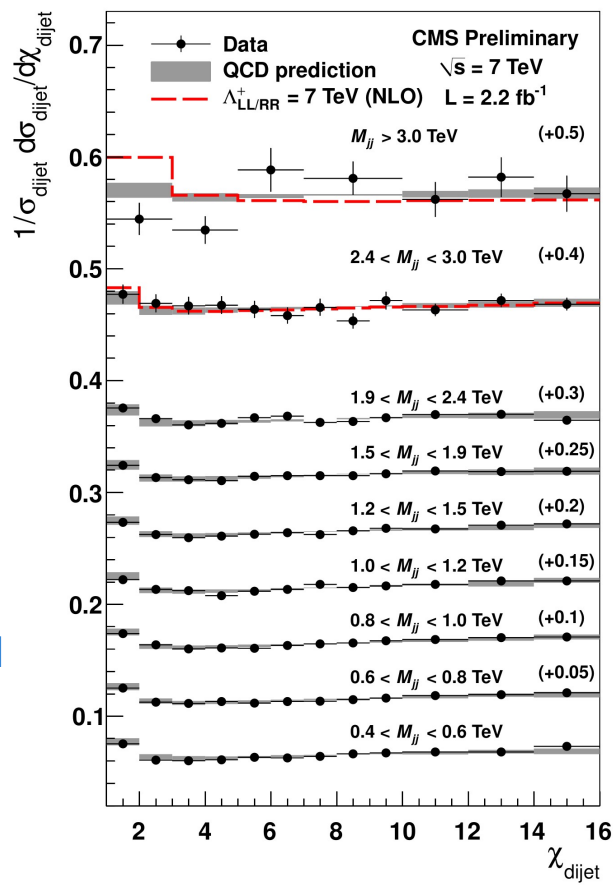 1/σdijet dσdijet/dχdijet
0.7
0.6
0.5
0.4
0.3
0.2
0.1
Data
QCD prediction
Λ⁺LL/RR = 7 TeV (NLO)
CMS Preliminary
√s = 7 TeV
L = 2.2 fb⁻¹
Mjj > 3.0 TeV (+0.5)
2.4 < Mjj < 3.0 TeV (+0.4)
1.9 < Mjj < 2.4 TeV (+0.3)
1.5 < Mjj < 1.9 TeV (+0.25)
1.2 < Mjj < 1.5 TeV (+0.2)
1.0 < Mjj < 1.2 TeV (+0.15)
0.8 < Mjj < 1.0 TeV (+0.1)
0.6 < Mjj < 0.8 TeV (+0.05)
0.4 < Mjj < 0.6 TeV
2 4 6 8 10 12 14 16
χdijet